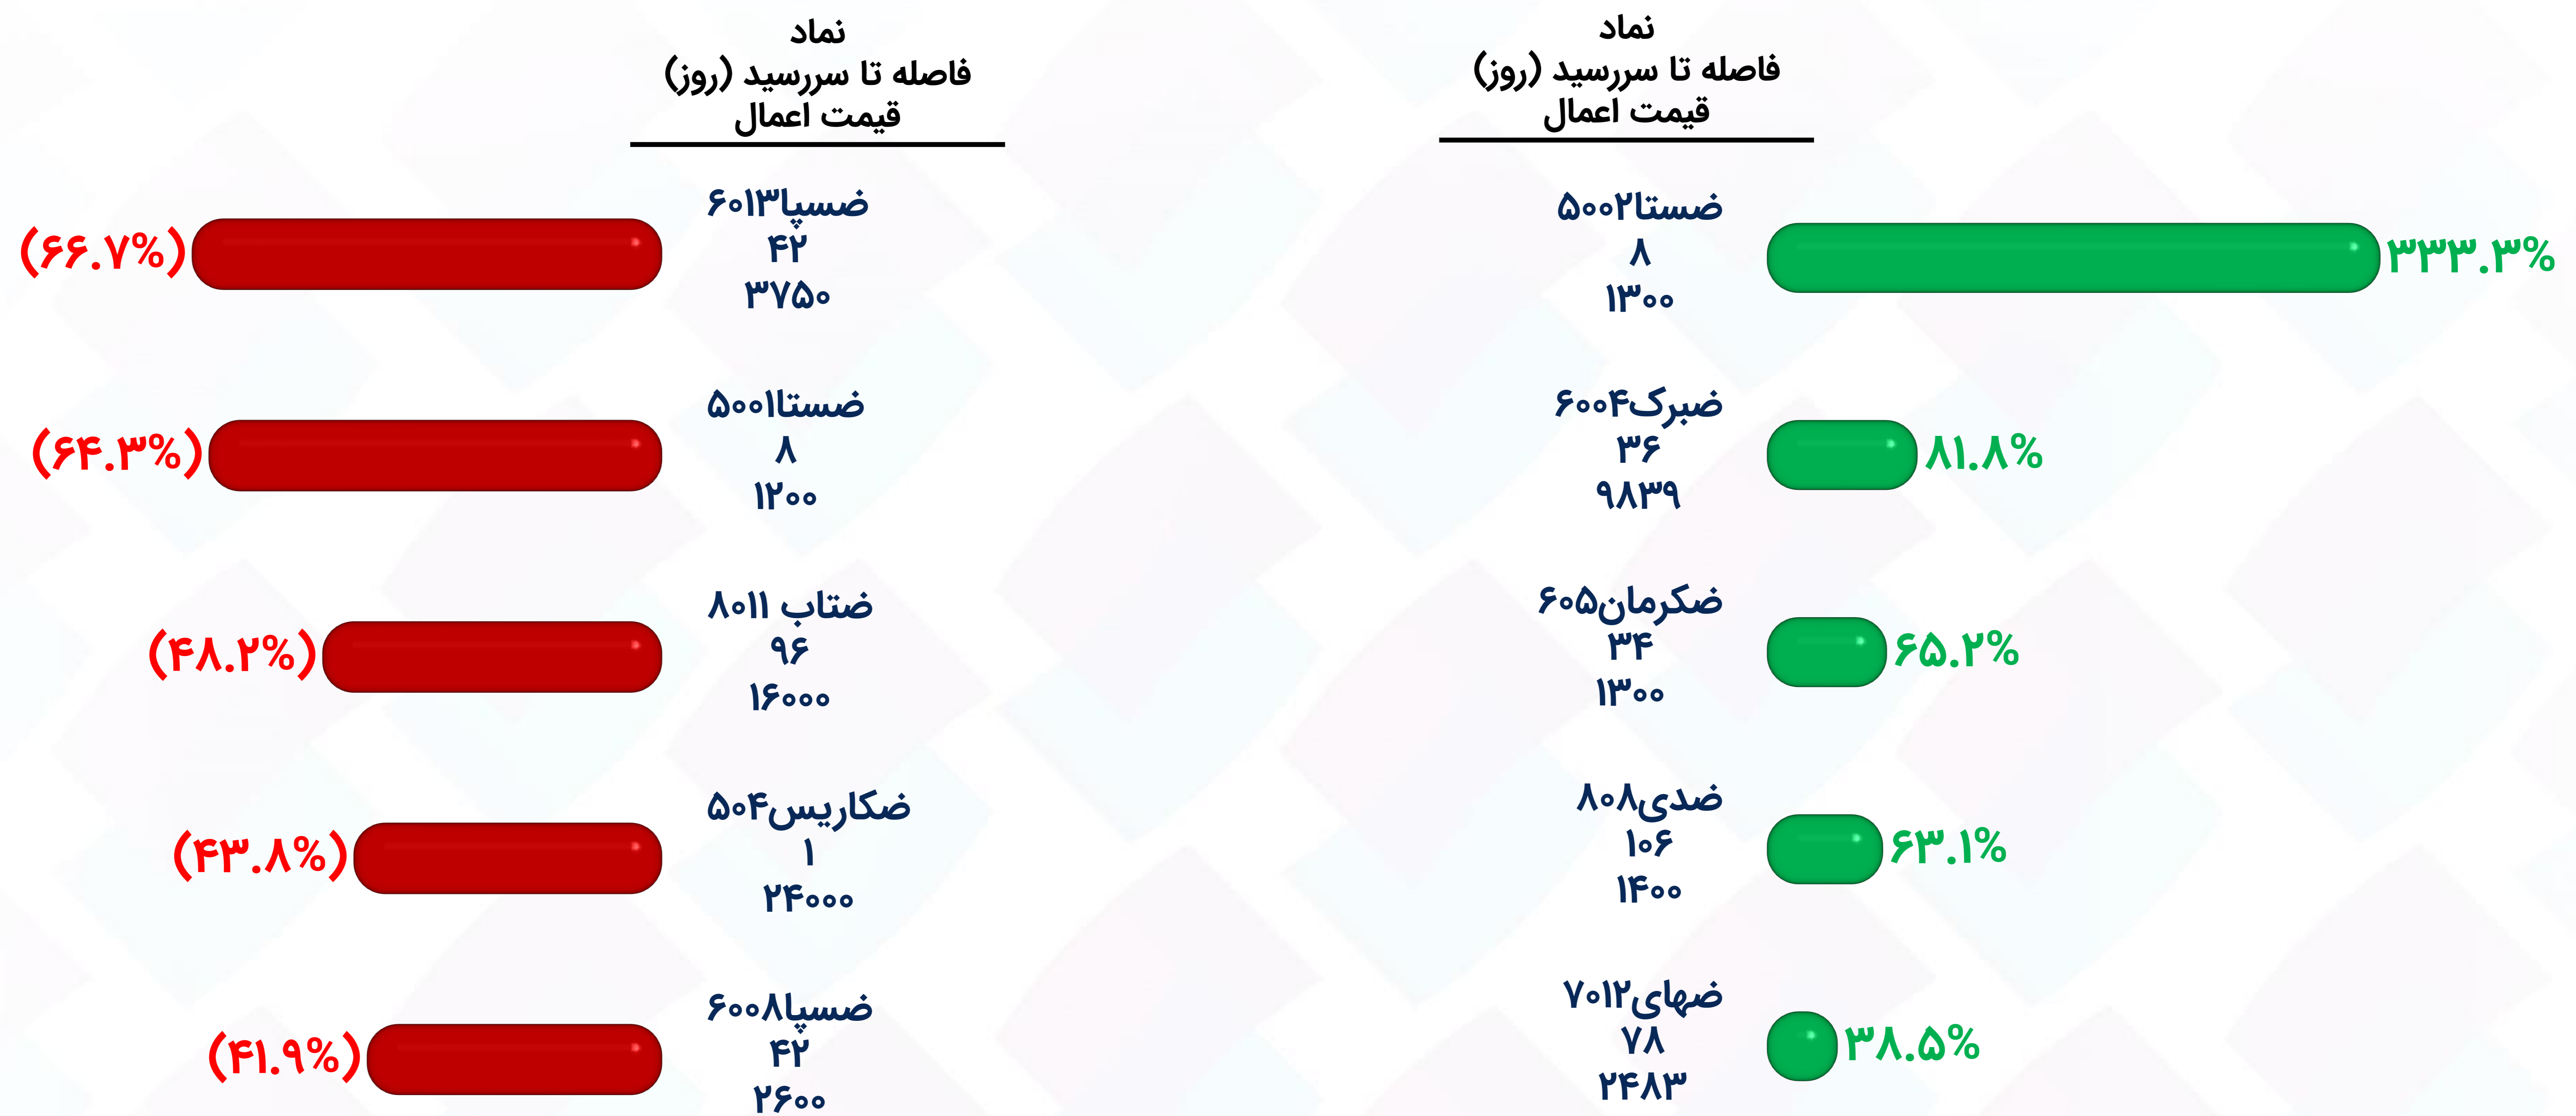 نماد
فاصله تا سررسید (روز)
قیمت اعمال
ضستا۵۰۰۲
۸
۱۳۰۰
۳۳۳.۳%
ضبرک۶۰۰۴
۳۶
۹۸۳۹
۸۱.۸%
ضکرمان۶۰۵
۳۴
۱۳۰۰
۶۵.۲%
ضدی۸۰۸
۱۰۶
۱۴۰۰
۶۳.۱%
ضهای۷۰۱۲
۷۸
۲۴۸۳
۳۸.۵%
نماد
فاصله تا سررسید (روز)
قیمت اعمال
ضسپا۶۰۱۳
۴۲
۳۷۵۰
(۶۶.۷%)
ضستا۵۰۰۱
۸
۱۲۰۰
(۶۴.۳%)
ضتاب ۸۰۱۱
۹۶
۱۶۰۰۰
(۴۸.۲%)
ضکاریس۵۰۴
۱
۲۴۰۰۰
(۴۳.۸%)
ضسپا۶۰۰۸
۴۲
۲۶۰۰
(۴۱.۹%)